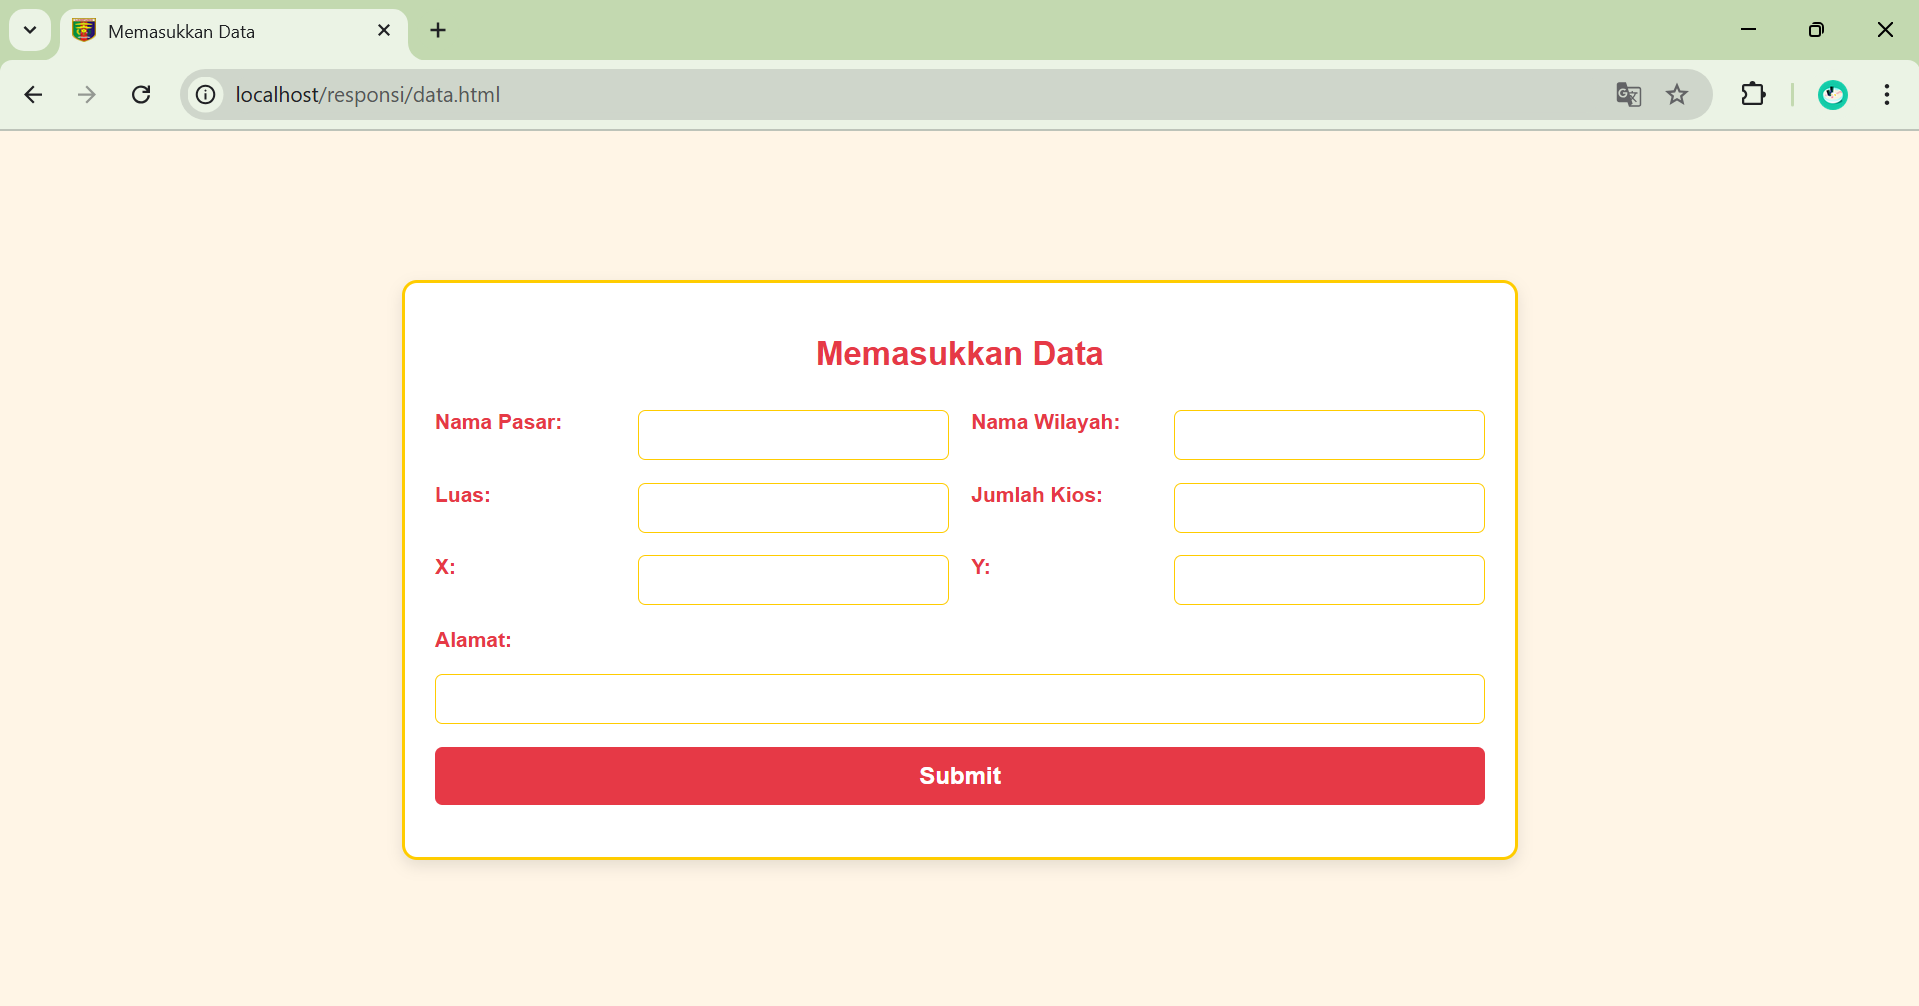 Memasukkan Data
localhost/responsi/data.html
Memasukkan Data
Nama Pasar:
Nama Wilayah:
Luas:
Jumlah Kios:
X:
Y:
Alamat:
Submit